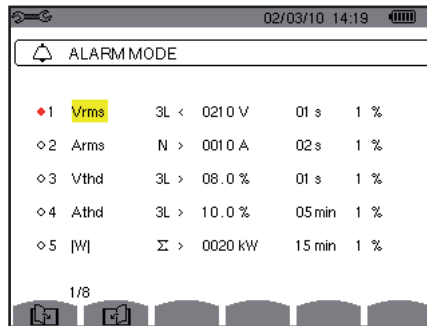 02/03/10 14:19
ALARM MODE
1 Vrms 3L < 0210 V 01 s 1 %
2 Arms N > 0010 A 02 s 1 %
3 Vthd 3L > 08.0 % 01 s 1 %
4 Athd 3L > 10.0 % 05 min 1 %
5 |W| Σ > 0020 kW 15 min 1 %
1/8